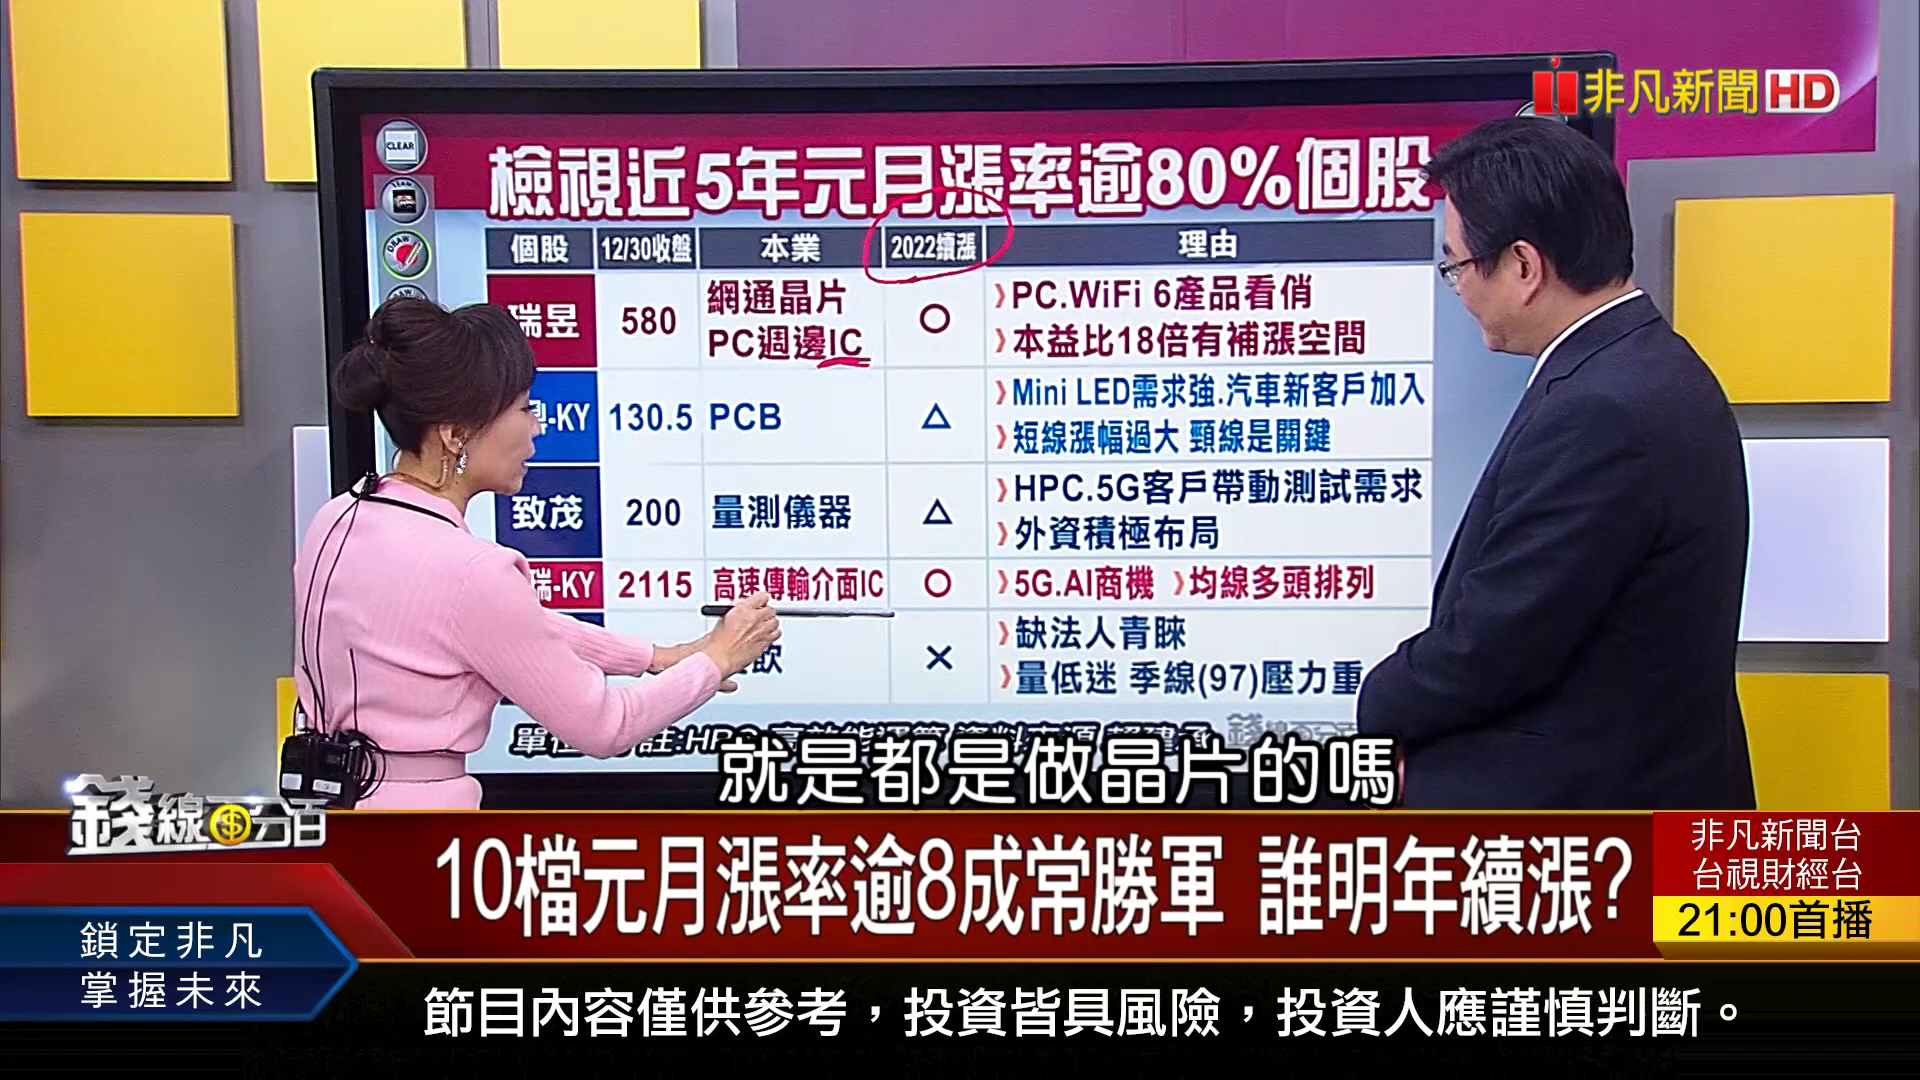 非凡新聞HD
CLEAR
檢視近5年元月漲率逾80%個股
個股 12/30收盤 本業 2022續漲 理由
瑞昱 580 網通晶片 PC週邊IC ○ 》PC.WiFi 6產品看俏
》本益比18倍有補漲空間
-KY 130.5 PCB △ 》Mini LED需求強.汽車新客戶加入
》短線漲幅過大 頸線是關鍵
致茂 200 量測儀器 △ 》HPC.5G客戶帶動測試需求
》外資積極布局
瑞-KY 2115 高速傳輸介面IC ○ 》5G.AI商機 》均線多頭排列
飲 ✕ 》缺法人青睞
》量低迷 季線(97)壓力重
就是都是做晶片的嗎
錢線百分百
10檔元月漲率逾8成常勝軍 誰明年續漲?
非凡新聞台
台視財經台
21:00首播
鎖定非凡
掌握未來
節目內容僅供參考，投資皆具風險，投資人應謹慎判斷。